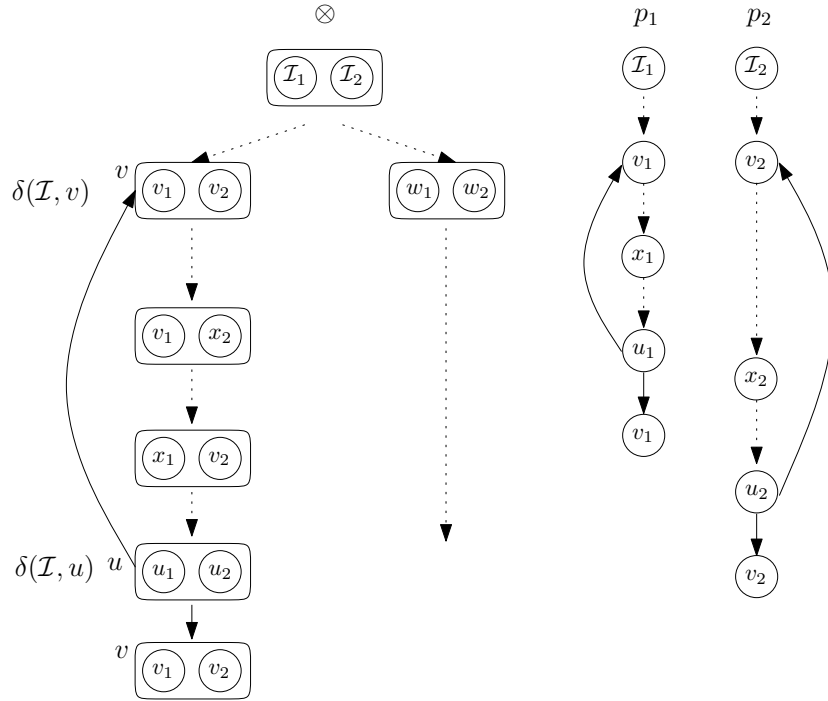 ⊗ p₁ p₂
ℐ₁ ℐ₂ ℐ₁ ℐ₂
v v₁ v₂
δ(ℐ, v) v₁ v₂ w₁ w₂
x₁
v₁ x₂
u₁
x₂
v₁
x₁ v₂
u₂
δ(ℐ, u) u u₁ u₂
v₂
v
v₁ v₂